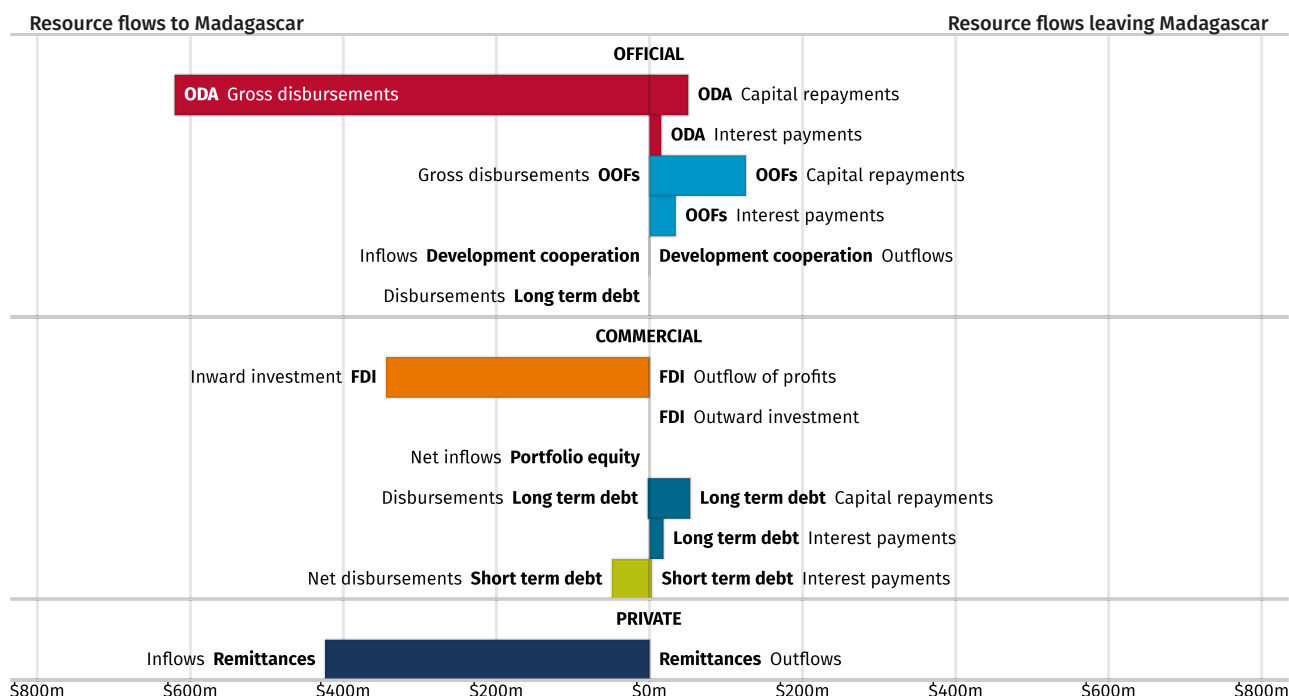 Resource flows to Madagascar Resource flows leaving Madagascar
OFFICIAL
ODA Gross disbursements ODA Capital repayments
ODA Interest payments
Gross disbursements OOFs OOFs Capital repayments
OOFs Interest payments
Inflows Development cooperation Development cooperation Outflows
Disbursements Long term debt
COMMERCIAL
Inward investment FDI FDI Outflow of profits
FDI Outward investment
Net inflows Portfolio equity
Disbursements Long term debt Long term debt Capital repayments
Long term debt Interest payments
Net disbursements Short term debt Short term debt Interest payments
PRIVATE
Inflows Remittances Remittances Outflows
$800m $600m $400m $200m $0m $200m $400m $600m $800m